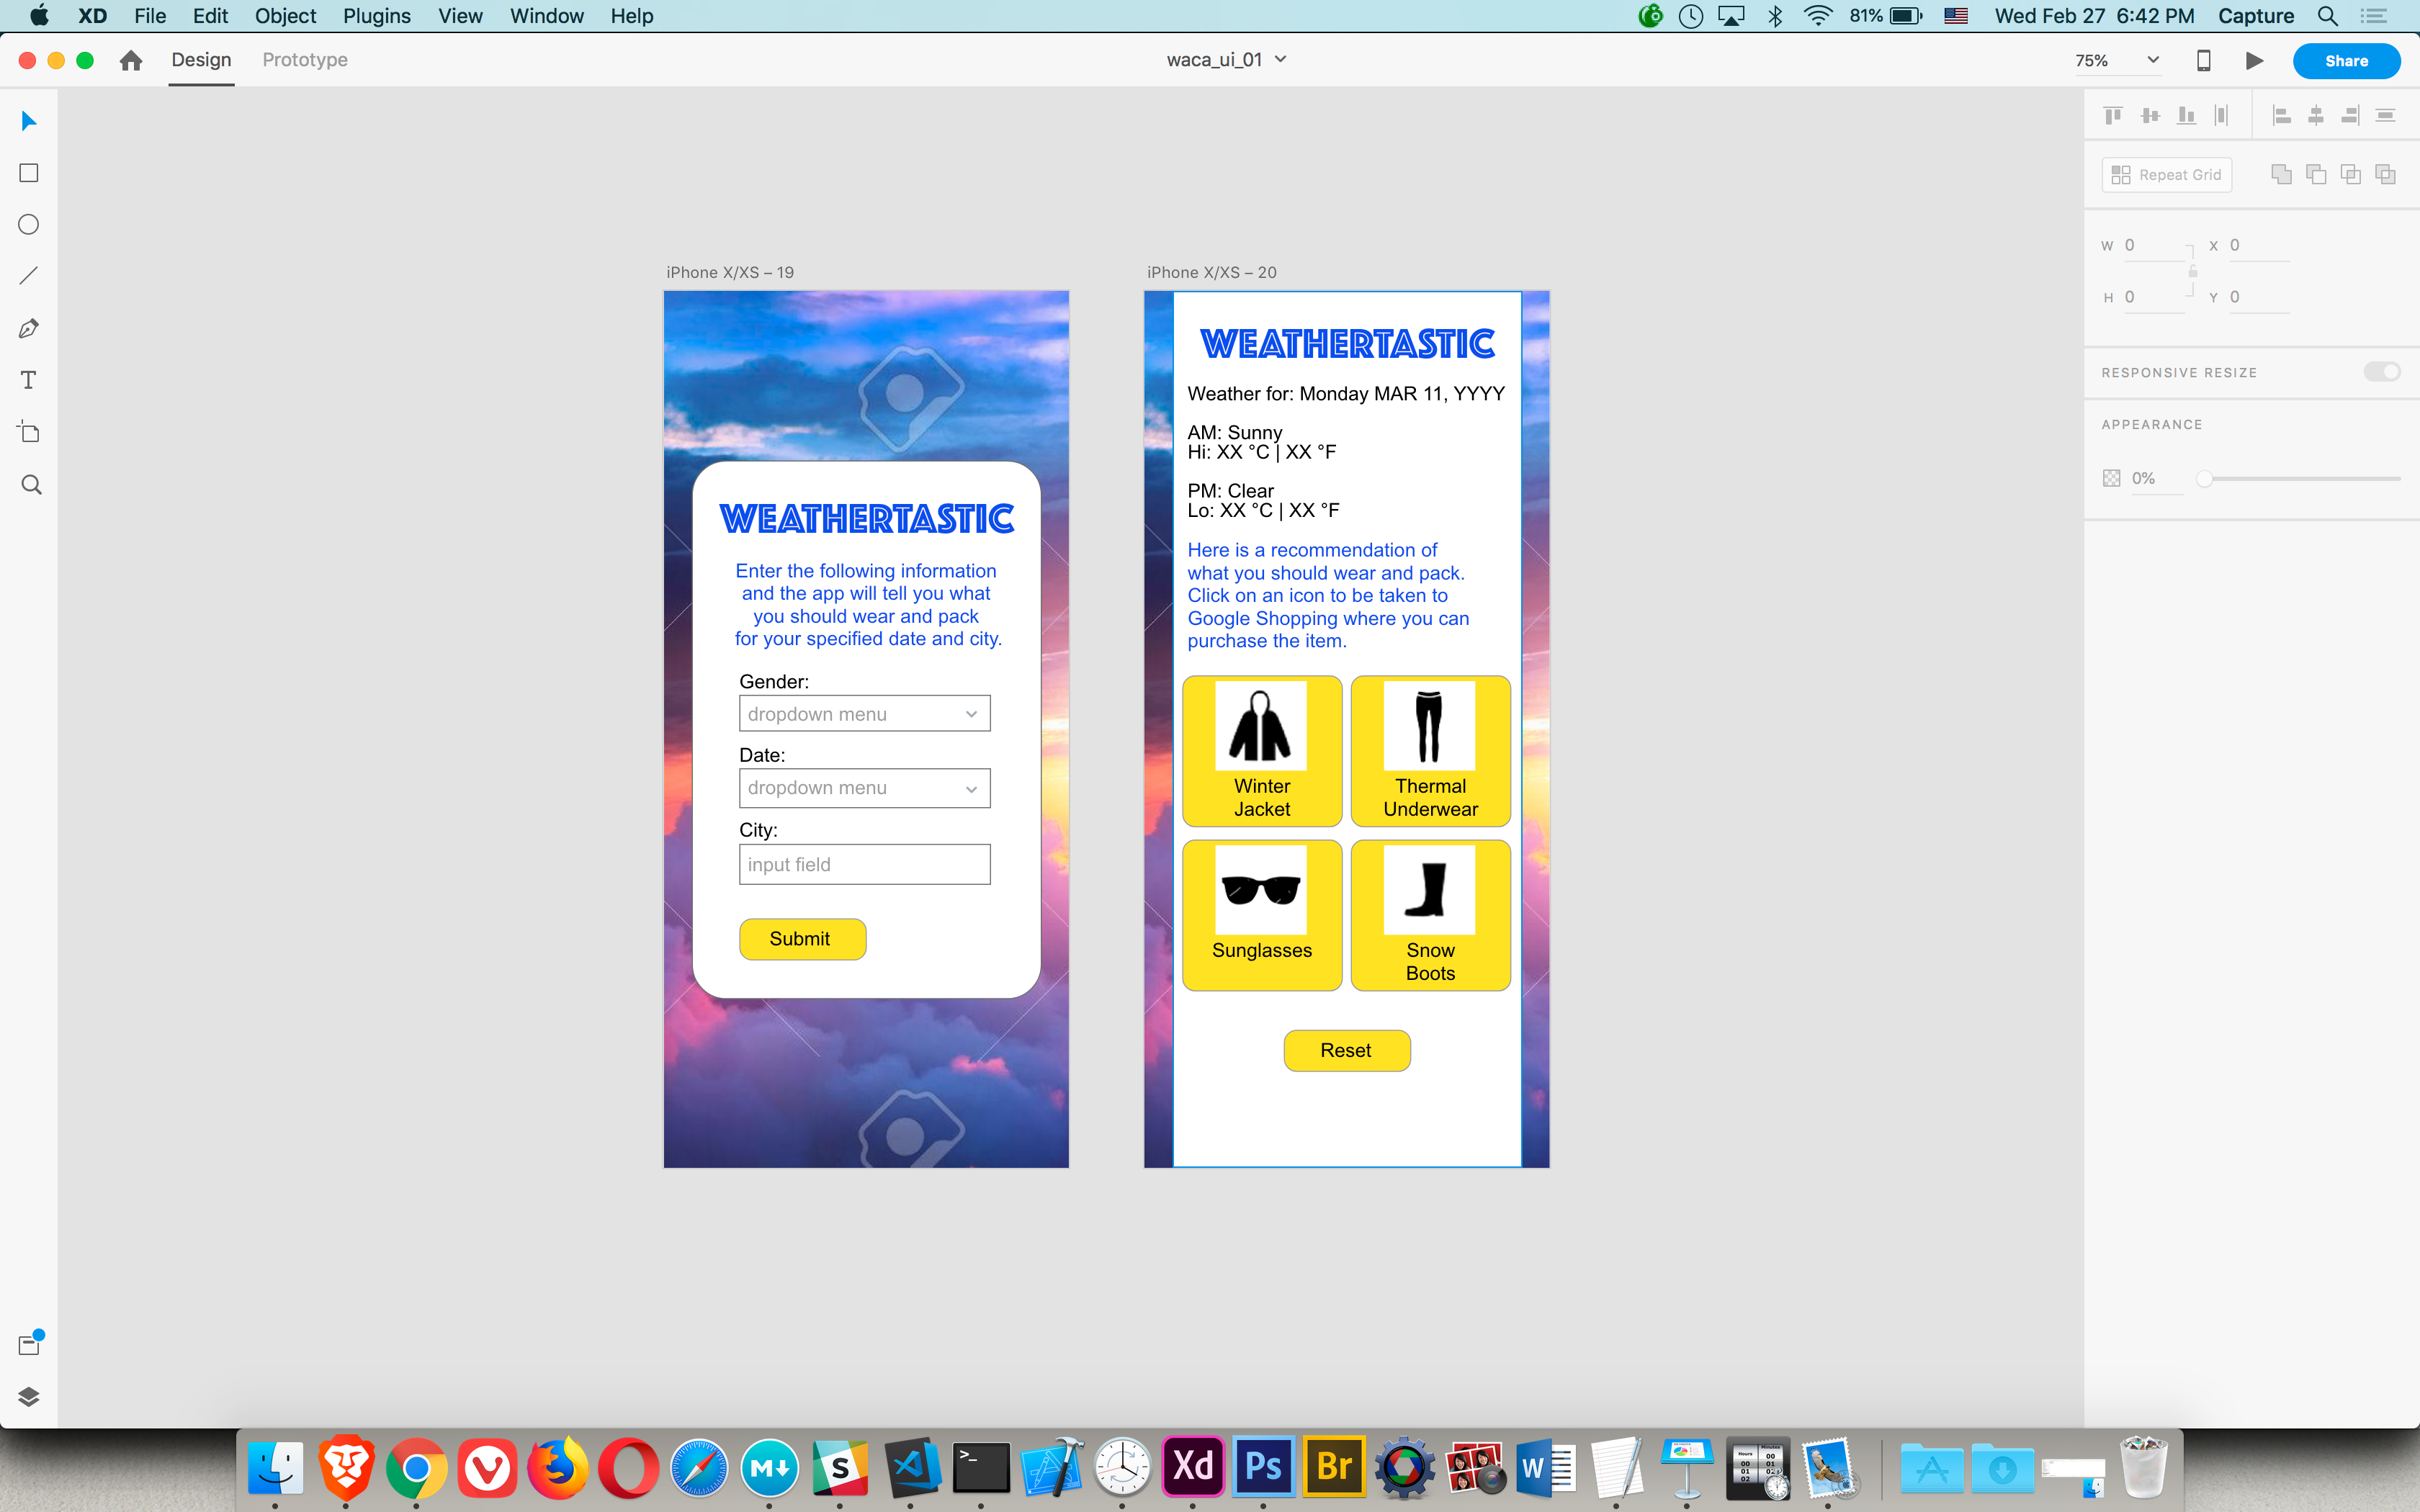 XD File Edit Object Plugins View Window Help
81% Wed Feb 27 6:42 PM Capture
Design Prototype
waca_ui_01
75%
Share
Repeat Grid
W 0 X 0
H 0 Y 0
RESPONSIVE RESIZE
APPEARANCE
0%
iPhone X/XS – 19
WEATHERTASTIC
Enter the following information
and the app will tell you what
you should wear and pack
for your specified date and city.
Gender:
dropdown menu
Date:
dropdown menu
City:
input field
Submit
iPhone X/XS – 20
WEATHERTASTIC
Weather for: Monday MAR 11, YYYY
AM: Sunny
Hi: XX °C | XX °F
PM: Clear
Lo: XX °C | XX °F
Here is a recommendation of
what you should wear and pack.
Click on an icon to be taken to
Google Shopping where you can
purchase the item.
Winter
Jacket
Thermal
Underwear
Sunglasses
Snow
Boots
Reset
M
S
>_
Xd
Ps
Br
W
Hours Minutes